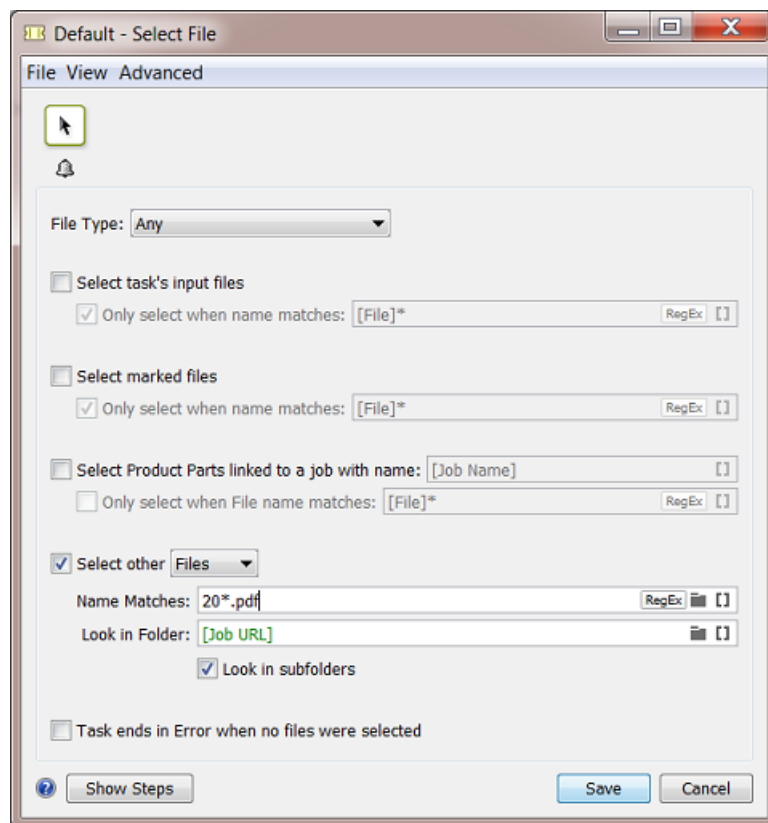 Default - Select File
File View Advanced
File Type: Any
Select task's input files
Only select when name matches: [File]* RegEx []
Select marked files
Only select when name matches: [File]* RegEx []
Select Product Parts linked to a job with name: [Job Name] []
Only select when File name matches: [File]* RegEx []
Select other Files
Name Matches: 20*.pdf RegEx []
Look in Folder: [Job URL] []
Look in subfolders
Task ends in Error when no files were selected
? Show Steps Save Cancel